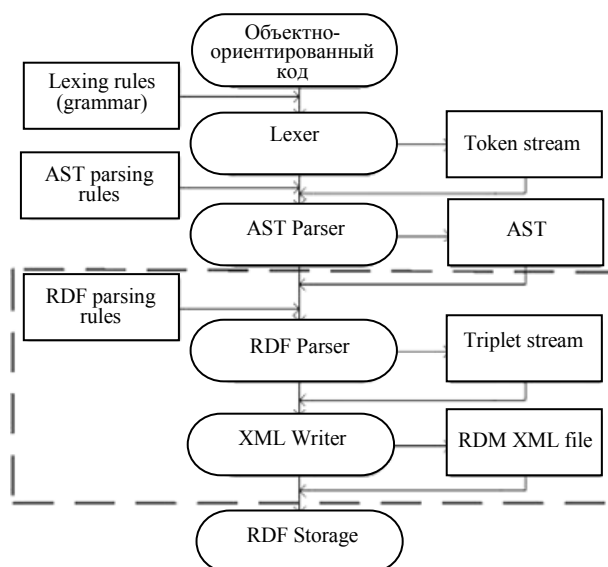 Объектно-
ориентированный
код
Lexing rules
(grammar)
Lexer
Token stream
AST parsing
rules
AST Parser
AST
RDF parsing
rules
RDF Parser
Triplet stream
XML Writer
RDM XML file
RDF Storage